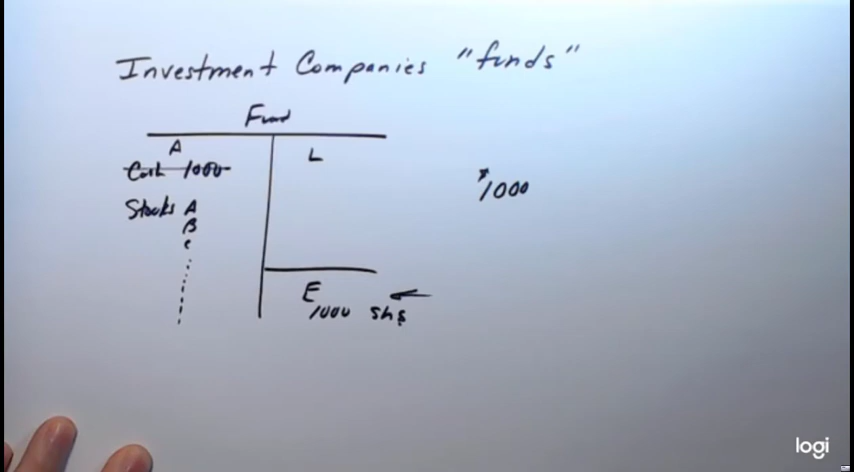 Investment Companies "funds"
Fund
A
L
Cash 1000
$1000
Stocks A
B
C
E
1000 shs
logi